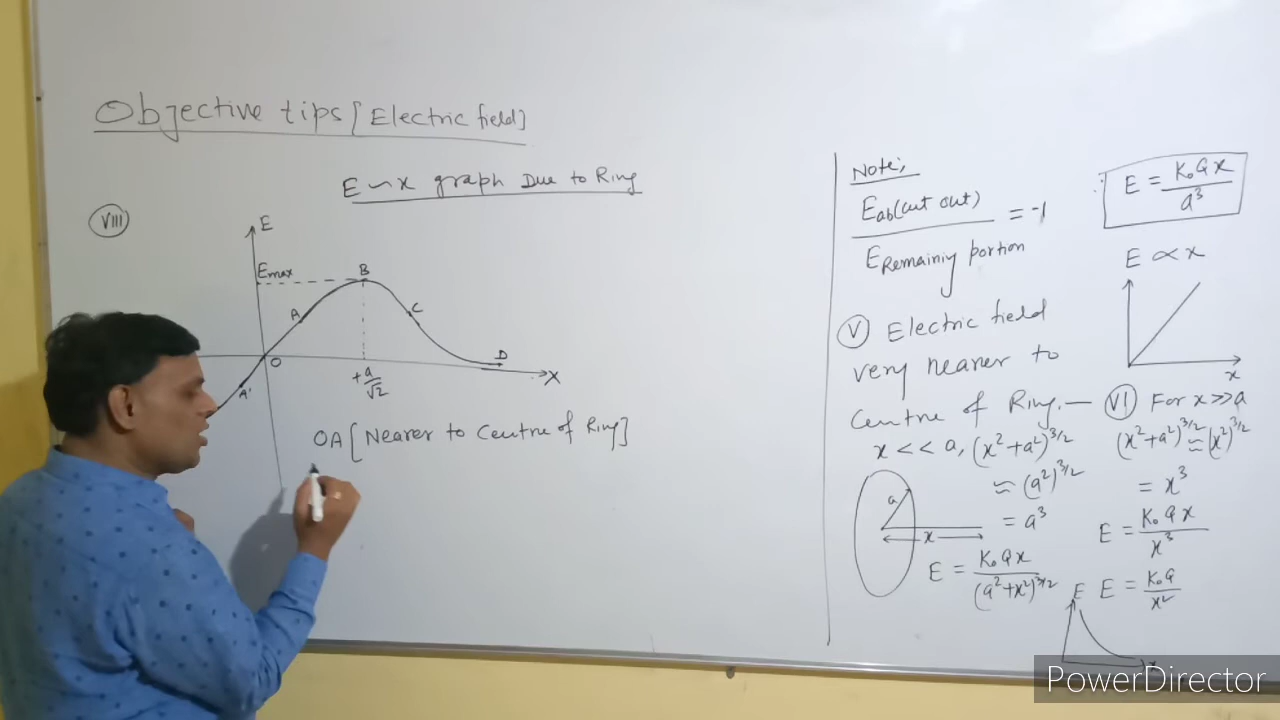 Objective tips [Electric field]
E ~ x graph Due to Ring
VIII
E
Emax
B
A
C
O
D
X
A'
+a/√2
OA [Nearer to Centre of Ring]
Note;
Eab(cut out) / ERemaining portion = -1
V Electric field
very nearer to
Centre of Ring. —
x << a, (x² + a²)^3/2
≈ (a²)^3/2
= a³
a
x
E = K₀Qx / (a²+x²)^3/2
E = K₀Qx / a³
E ∝ x
x
VI For x >> a
(x²+a²)^3/2 ≈ (x²)^3/2
= x³
E = K₀Qx / x³
E = K₀Q / x²
E
x
PowerDirector